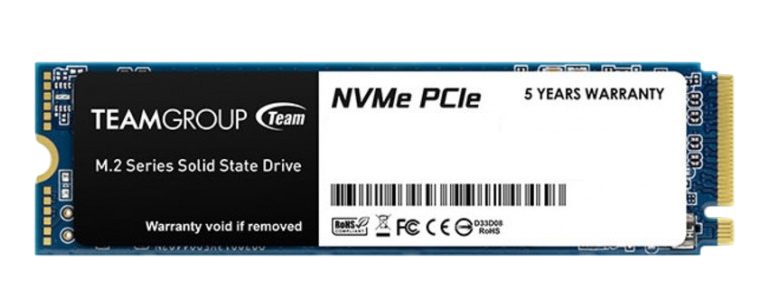 TEAMGROUP Team
M.2 Series Solid State Drive
Warranty void if removed
NVMe PCIe
5 YEARS WARRANTY
RoHS
COMPLIANT
FC CE
D33D08
RoHS